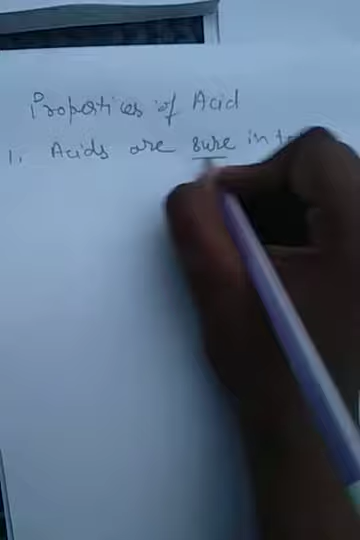 Properties of Acid
1. Acids are sure in